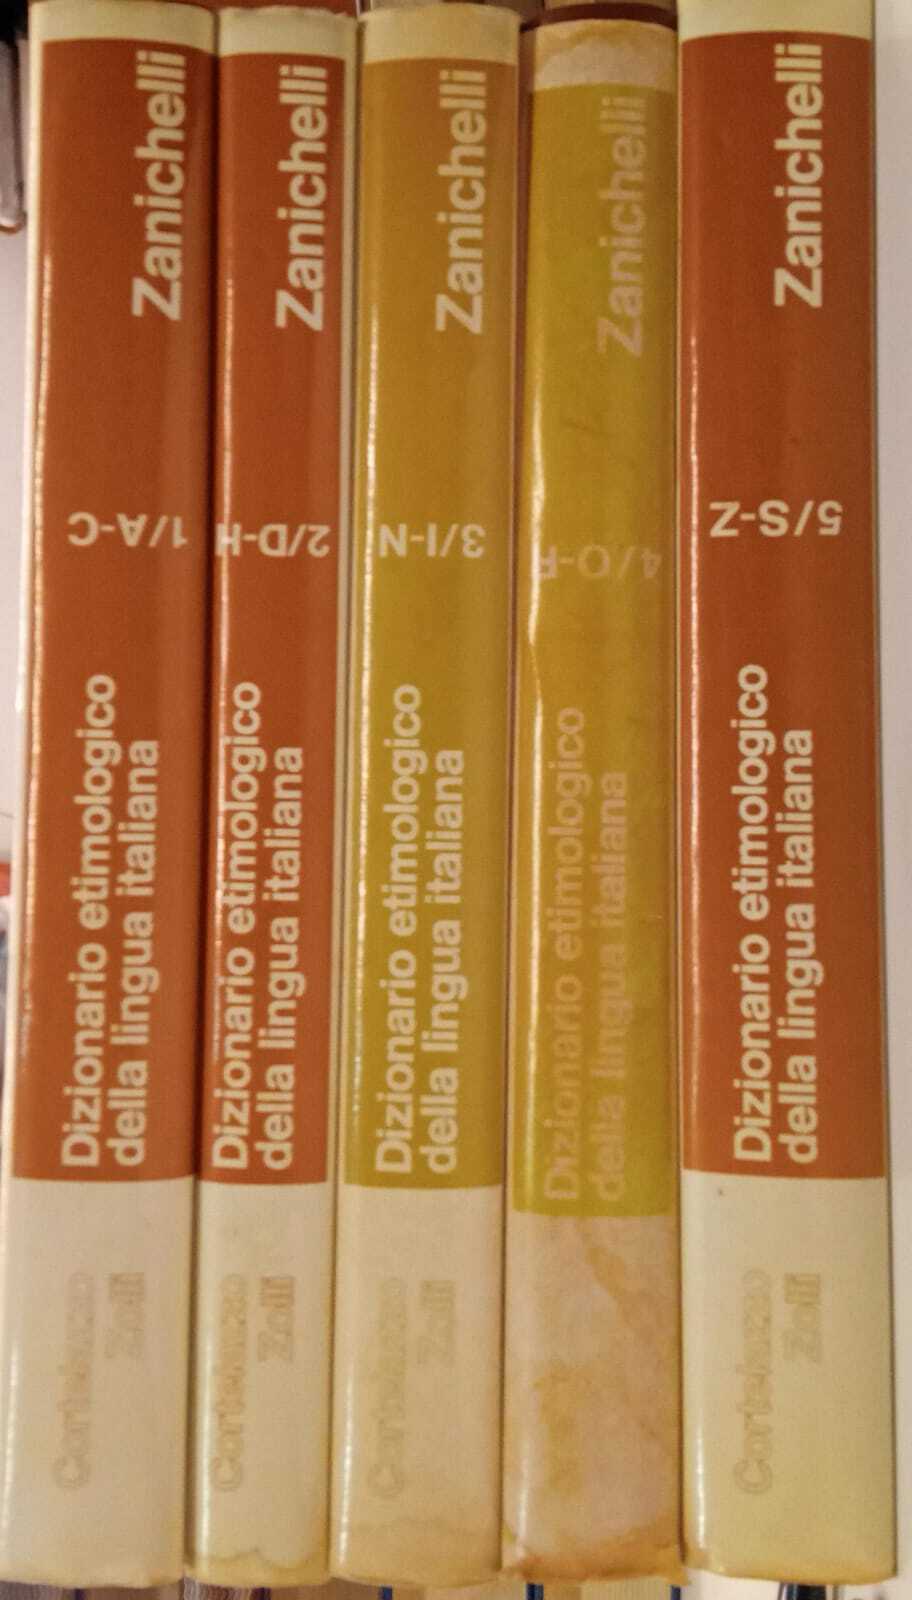 Cortelazzo
Zolli
Dizionario etimologico
della lingua italiana
1/A-C
Zanichelli
Cortelazzo
Zolli
Dizionario etimologico
della lingua italiana
2/D-H
Zanichelli
Cortelazzo
Zolli
Dizionario etimologico
della lingua italiana
3/I-N
Zanichelli
Dizionario etimologico
della lingua italiana
4/O-R
Zanichelli
Cortelazzo
Zolli
Dizionario etimologico
della lingua italiana
5/S-Z
Zanichelli